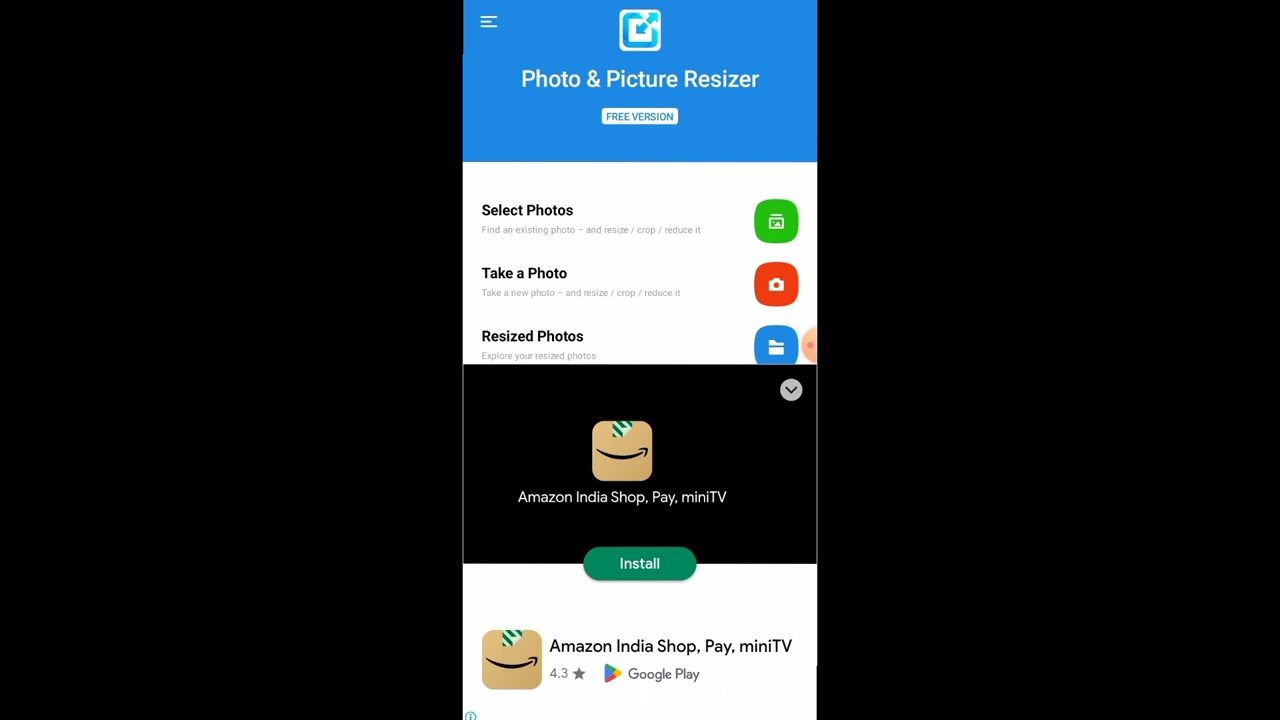 Photo & Picture Resizer
FREE VERSION
Select Photos
Find an existing photo – and resize / crop / reduce it
Take a Photo
Take a new photo – and resize / crop / reduce it
Resized Photos
Explore your resized photos
Amazon India Shop, Pay, miniTV
Install
Amazon India Shop, Pay, miniTV
4.3 ★ Google Play